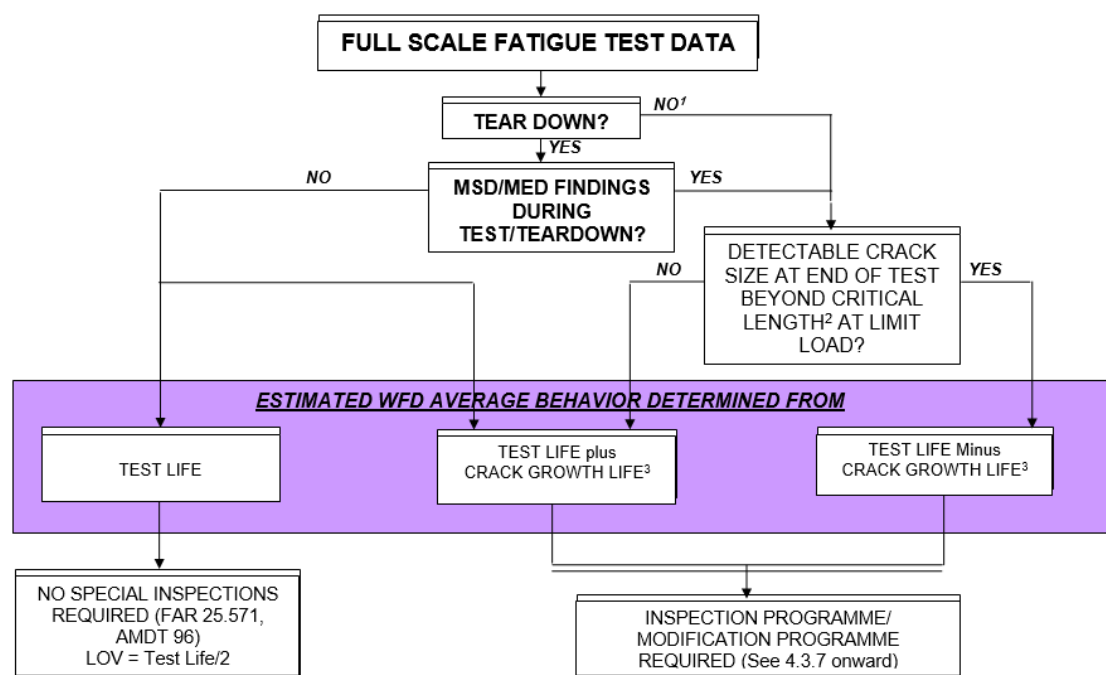 FULL SCALE FATIGUE TEST DATA
TEAR DOWN?
NO¹
YES
NO
MSD/MED FINDINGS
DURING
TEST/TEARDOWN?
YES
NO
DETECTABLE CRACK
SIZE AT END OF TEST
BEYOND CRITICAL
LENGTH² AT LIMIT
LOAD?
YES
ESTIMATED WFD AVERAGE BEHAVIOR DETERMINED FROM
TEST LIFE
TEST LIFE plus
CRACK GROWTH LIFE³
TEST LIFE Minus
CRACK GROWTH LIFE³
NO SPECIAL INSPECTIONS
REQUIRED (FAR 25.571,
AMDT 96)
LOV = Test Life/2
INSPECTION PROGRAMME/
MODIFICATION PROGRAMME
REQUIRED (See 4.3.7 onward)